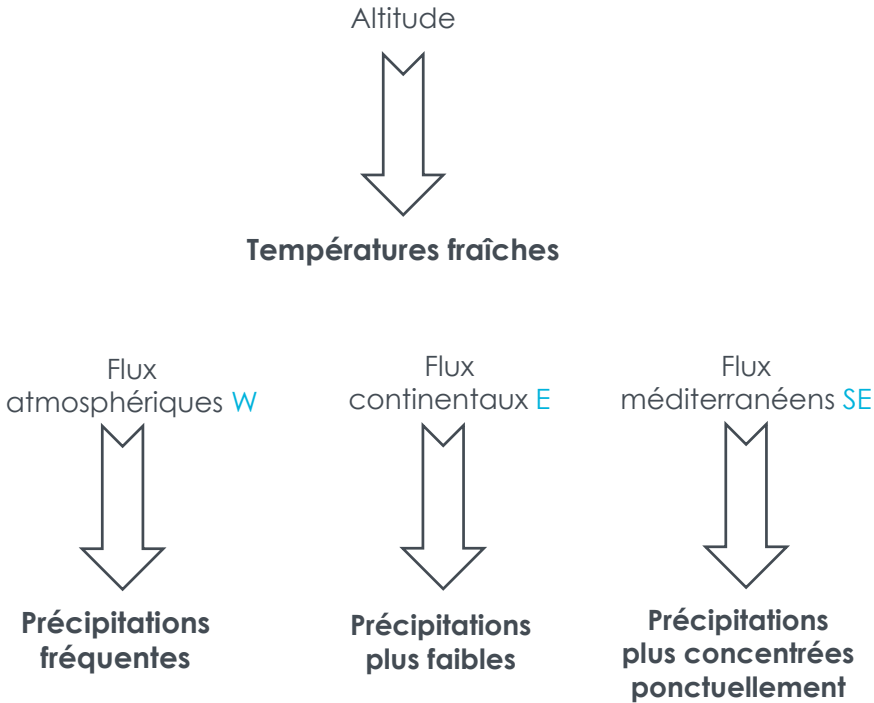 Altitude
Températures fraîches
Flux
atmosphériques W
Précipitations
fréquentes
Flux
continentaux E
Précipitations
plus faibles
Flux
méditerranéens SE
Précipitations
plus concentrées
ponctuellement